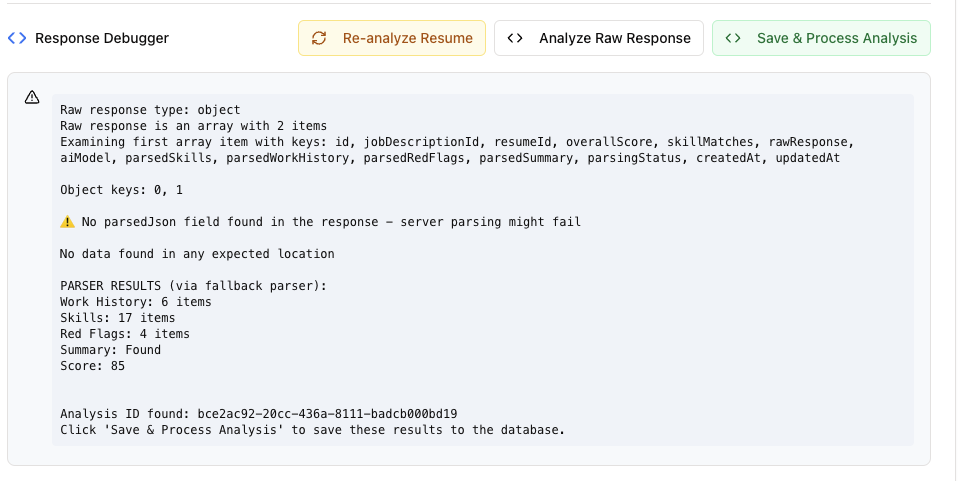 Response Debugger
Re-analyze Resume
Analyze Raw Response
Save & Process Analysis
Raw response type: object
Raw response is an array with 2 items
Examining first array item with keys: id, jobDescriptionId, resumeId, overallScore, skillMatches, rawResponse,
aiModel, parsedSkills, parsedWorkHistory, parsedRedFlags, parsedSummary, parsingStatus, createdAt, updatedAt
Object keys: 0, 1
⚠️ No parsedJson field found in the response – server parsing might fail
No data found in any expected location
PARSER RESULTS (via fallback parser):
Work History: 6 items
Skills: 17 items
Red Flags: 4 items
Summary: Found
Score: 85
Analysis ID found: bce2ac92-20cc-436a-8111-badcb000bd19
Click 'Save & Process Analysis' to save these results to the database.